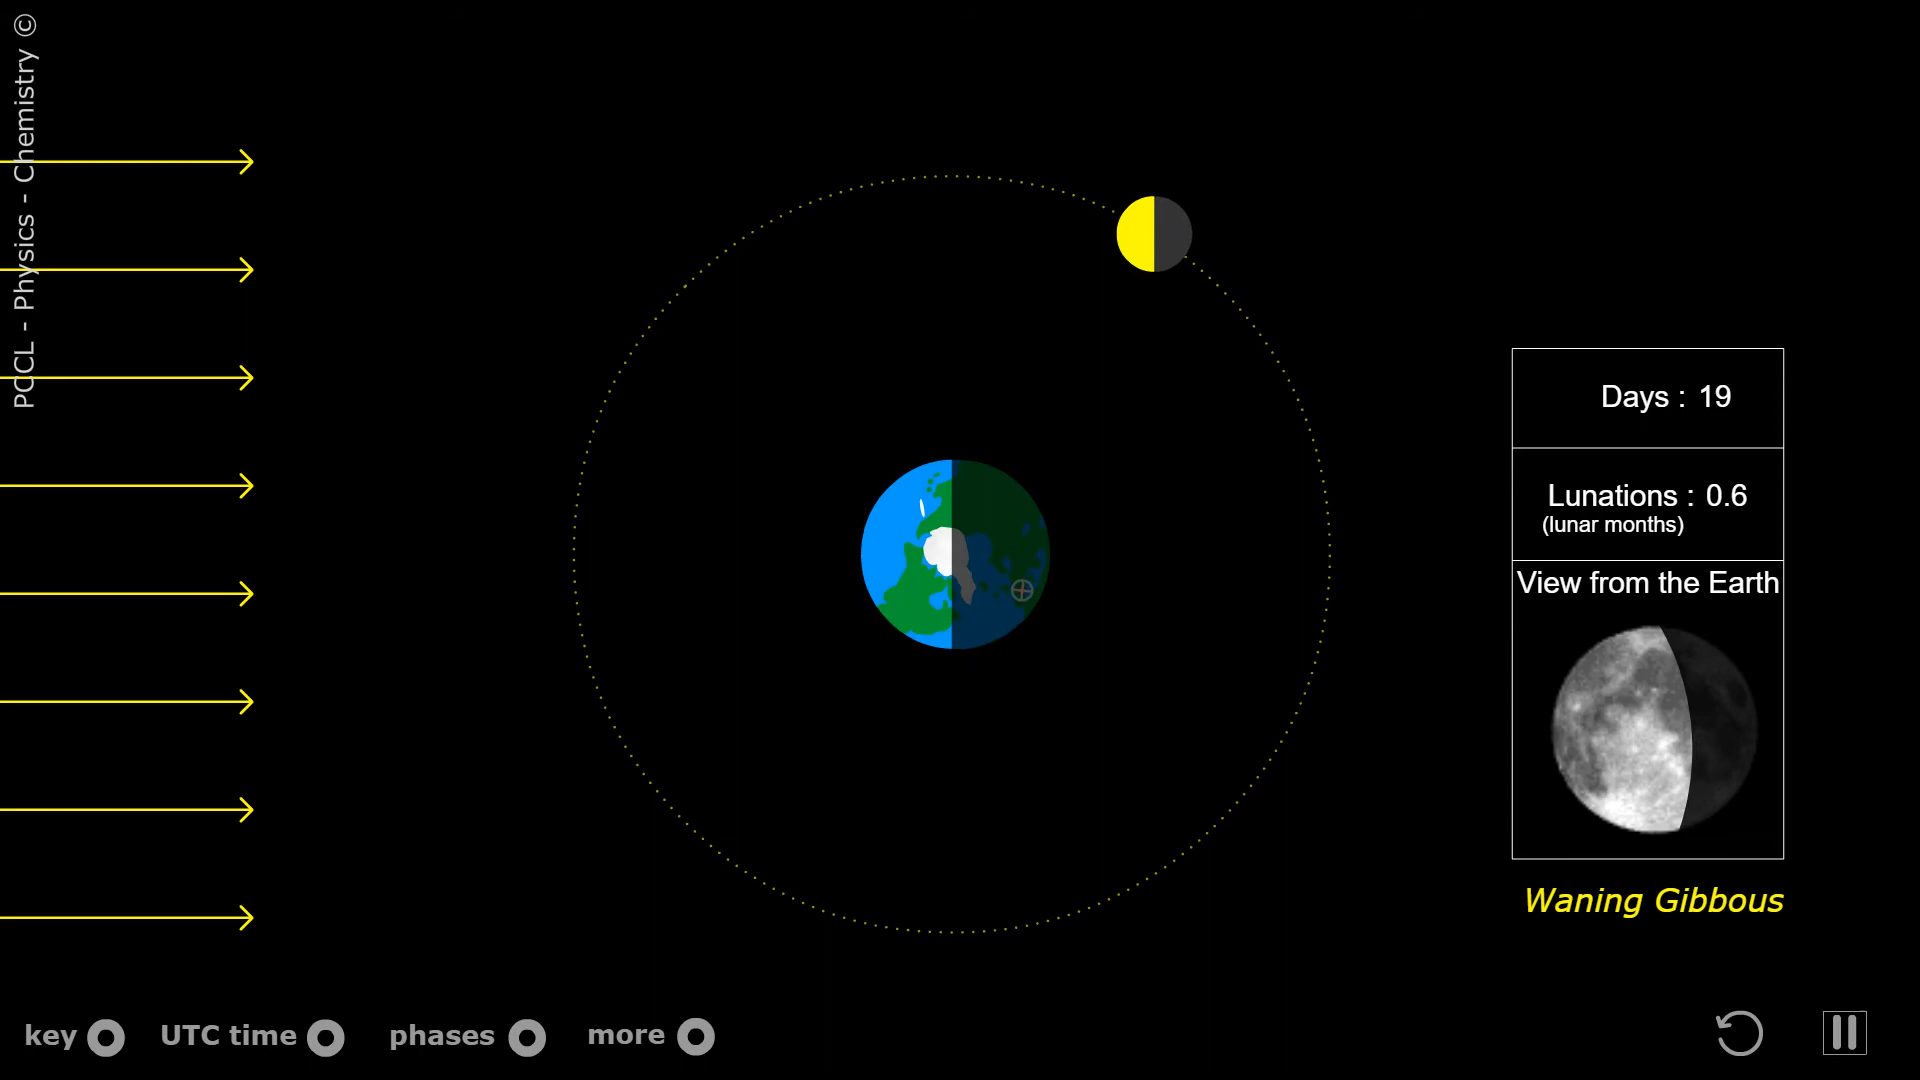 PCCL - Physics - Chemistry ©
Days : 19
Lunations : 0.6
(lunar months)
View from the Earth
Waning Gibbous
key
UTC time
phases
more